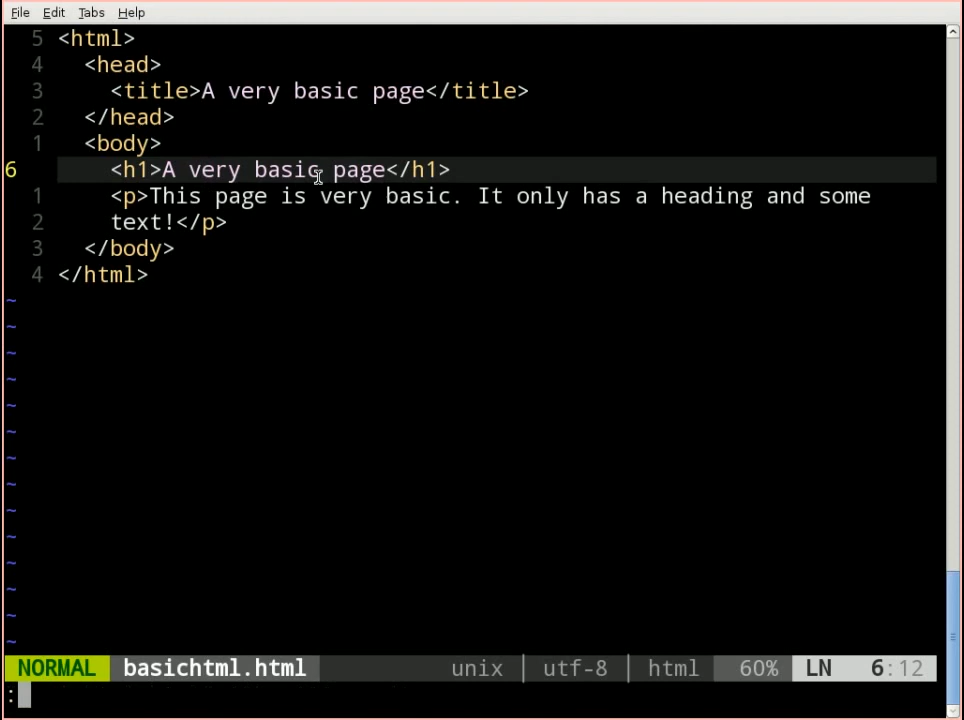 File Edit Tabs Help
5 <html>
4   <head>
3     <title>A very basic page</title>
2   </head>
1   <body>
6     <h1>A very basic page</h1>
1     <p>This page is very basic. It only has a heading and some
2     text!</p>
3   </body>
4 </html>
~
~
~
~
~
~
~
~
~
~
~
~
~
~
NORMAL basichtml.html unix │ utf-8 │ html 60% LN 6:12
: